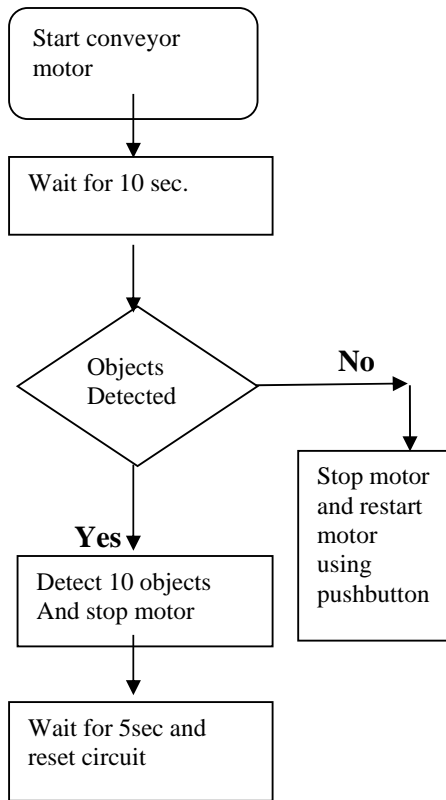 Start conveyor
motor
Wait for 10 sec.
Objects
Detected
No
Stop motor
and restart
motor
using
pushbutton
Yes
Detect 10 objects
And stop motor
Wait for 5sec and
reset circuit